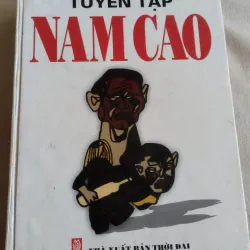 TUYỂN TẬP
NAM CAO
NHÀ XUẤT BẢN THỜI ĐẠI